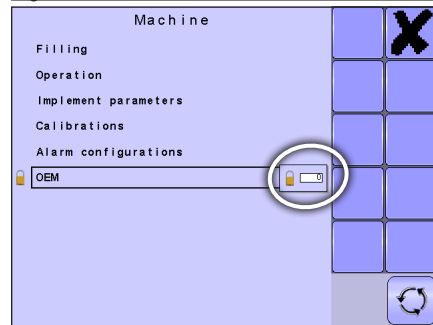 Machine
Filling
Operation
Implement parameters
Calibrations
Alarm configurations
OEM 0